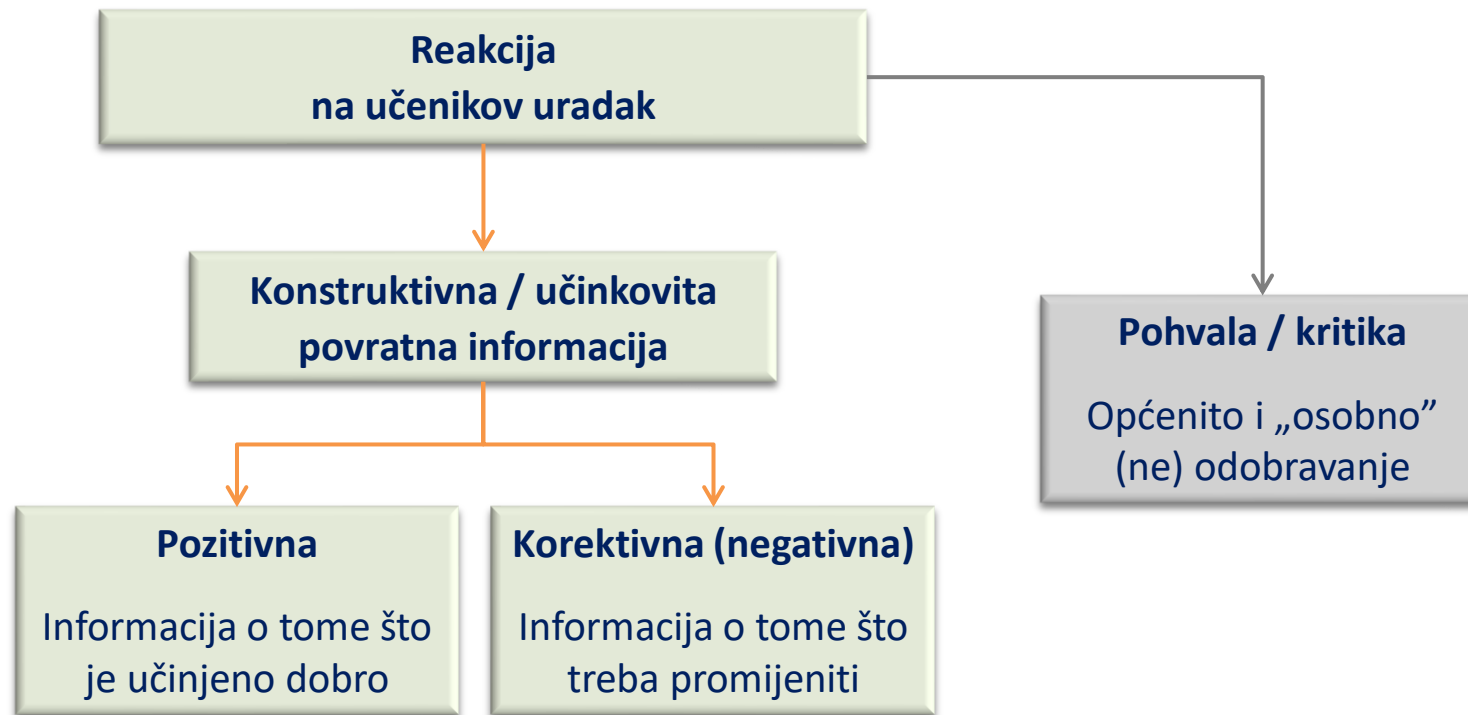 Reakcija
na učenikov uradak
Konstruktivna / učinkovita
povratna informacija
Pohvala / kritika
Općenito i „osobno”
(ne) odobravanje
Pozitivna
Informacija o tome što
je učinjeno dobro
Korektivna (negativna)
Informacija o tome što
treba promijeniti